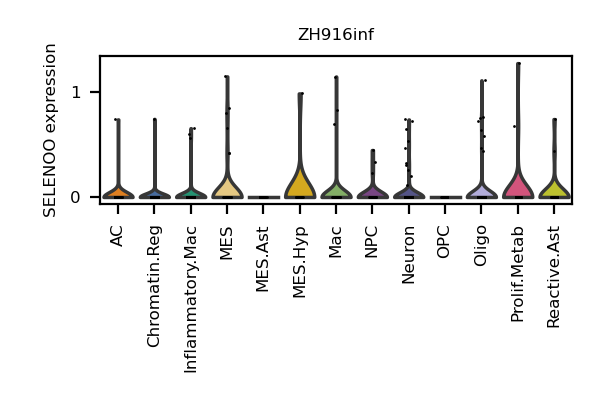 ZH916inf
SELENOO expression
1
0
AC
Chromatin.Reg
Inflammatory.Mac
MES
MES.Ast
MES.Hyp
Mac
NPC
Neuron
OPC
Oligo
Prolif.Metab
Reactive.Ast